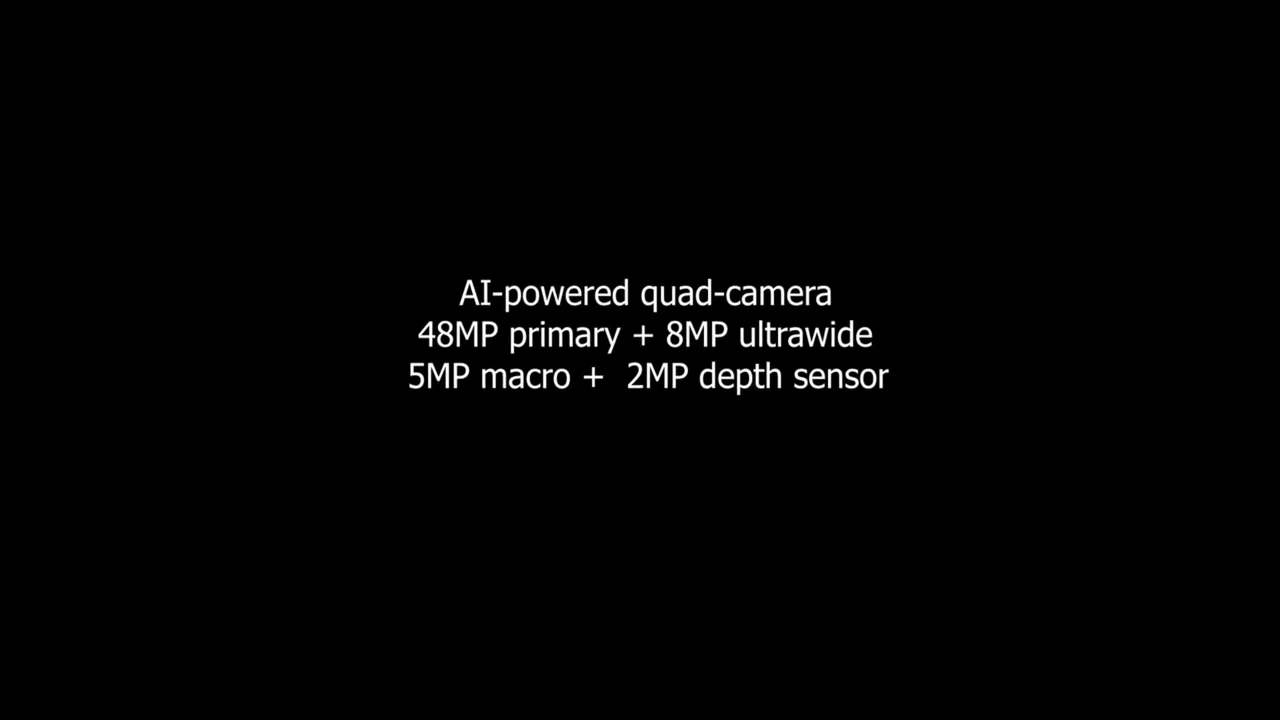 AI-powered quad-camera
48MP primary + 8MP ultrawide
5MP macro +  2MP depth sensor